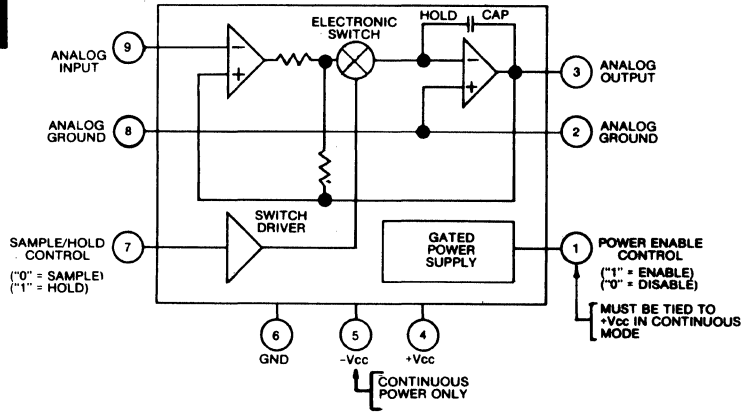 ELECTRONIC
SWITCH
HOLD CAP
9
ANALOG
INPUT
−
+
−
+
3
ANALOG
OUTPUT
ANALOG
GROUND
8
2
ANALOG
GROUND
SAMPLE/HOLD
CONTROL
7
("0" = SAMPLE)
("1" = HOLD)
SWITCH
DRIVER
GATED
POWER
SUPPLY
1
POWER ENABLE
CONTROL
("1" = ENABLE)
("0" = DISABLE)
MUST BE TIED TO
+Vcc IN CONTINUOUS
MODE
6
GND
5
−Vcc
4
+Vcc
CONTINUOUS
POWER ONLY